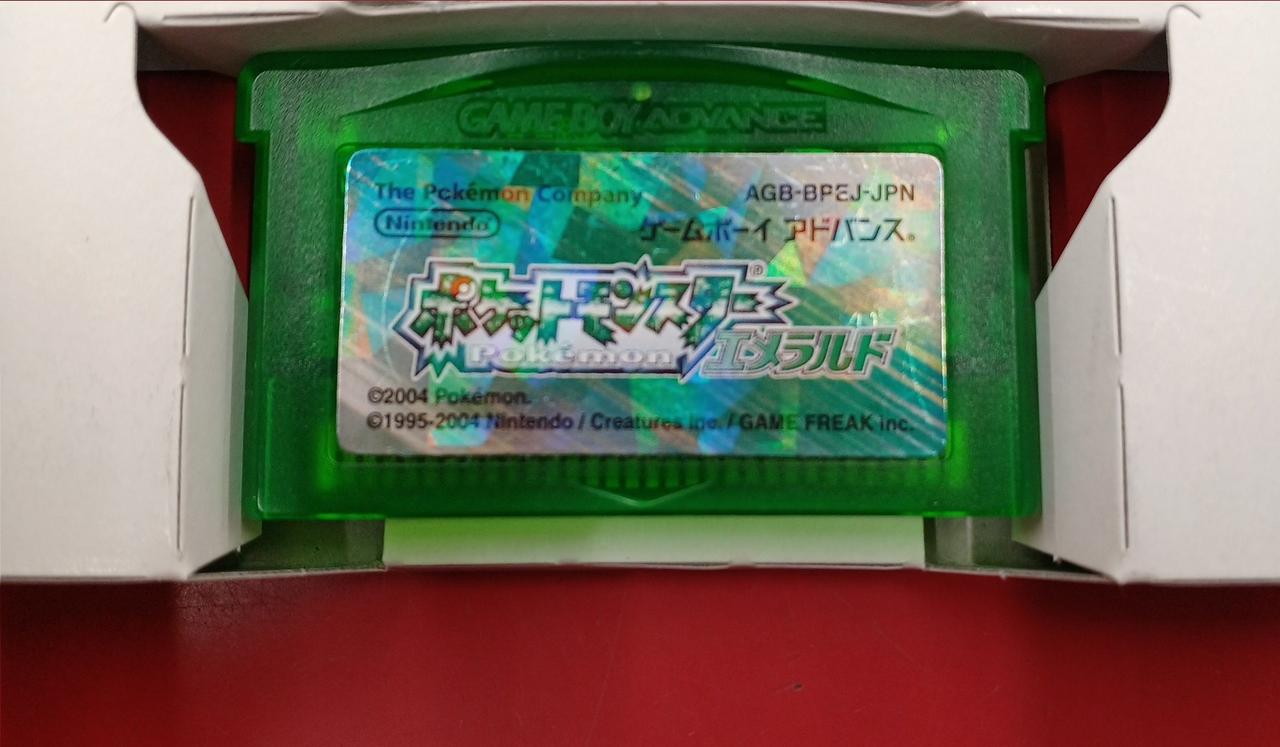 GAME BOY ADVANCE
The Pokémon Company
AGB-BPEJ-JPN
Nintendo
ゲームボーイ アドバンス®
ポケットモンスター®
Pokémon
エメラルド
©2004 Pokémon.
©1995-2004 Nintendo / Creatures inc. / GAME FREAK inc.